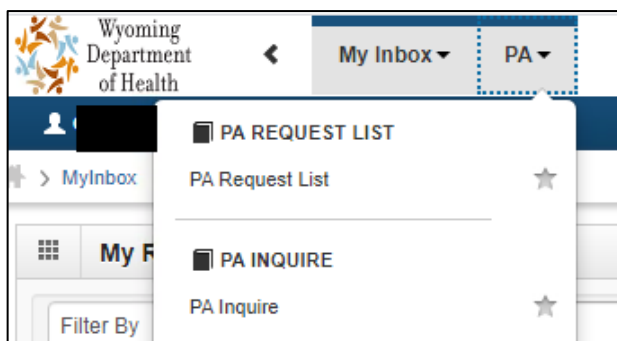 Wyoming
Department
of Health
My Inbox
PA
PA REQUEST LIST
PA Request List
MyInbox
PA INQUIRE
My R
PA Inquire
Filter By